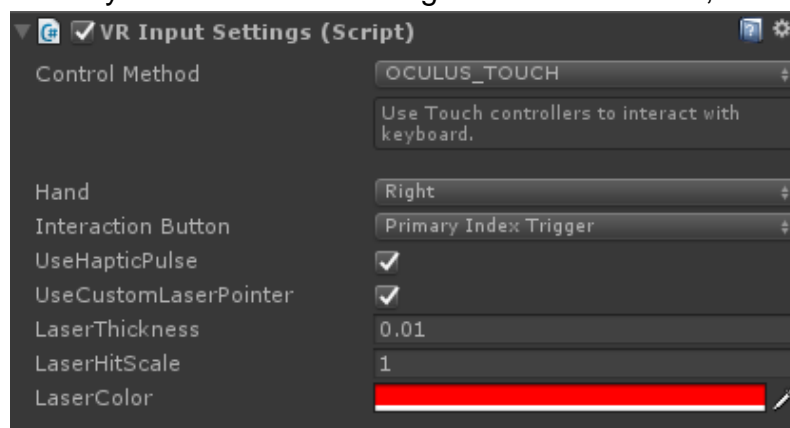 VR Input Settings (Script)
Control Method OCULUS_TOUCH
Use Touch controllers to interact with
keyboard.
Hand Right
Interaction Button Primary Index Trigger
UseHapticPulse
UseCustomLaserPointer
LaserThickness 0.01
LaserHitScale 1
LaserColor